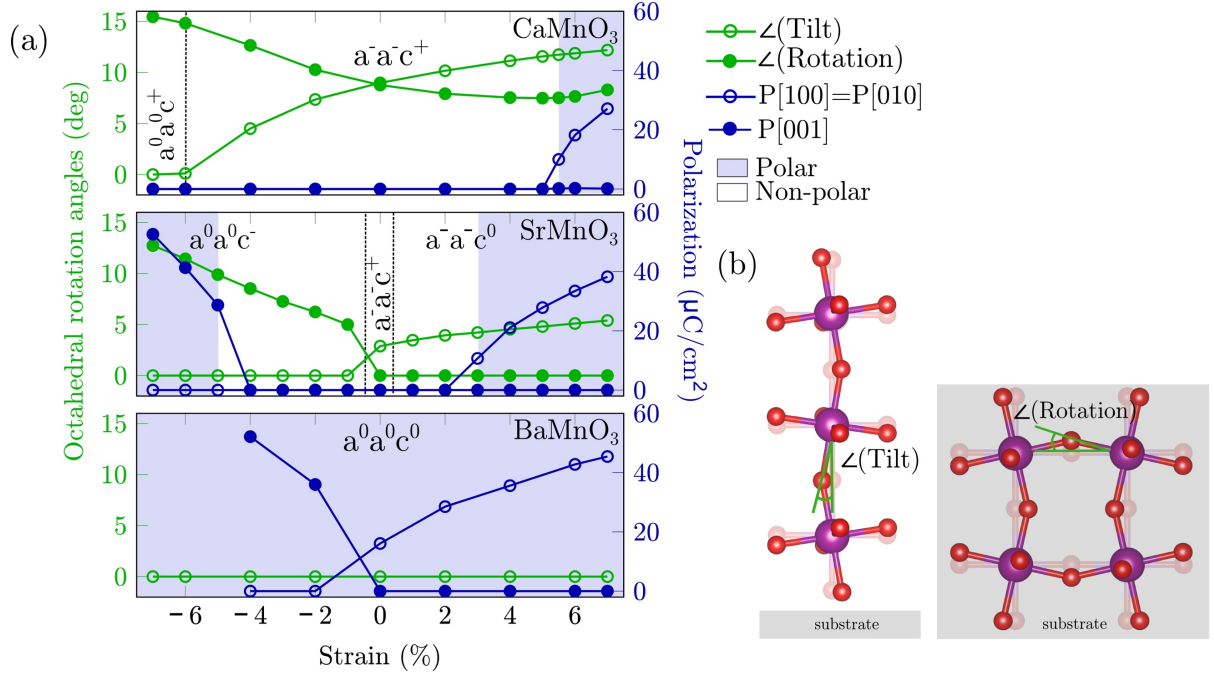 (a)
Octahedral rotation angles (deg)
Polarization (μC/cm²)
15
10
5
0
60
40
20
0
CaMnO₃
a⁰a⁰c⁺
a⁻a⁻c⁺
15
10
5
0
60
40
20
0
SrMnO₃
a⁰a⁰c⁻
a⁻a⁻c⁺
a⁻a⁻c⁰
15
10
5
0
60
40
20
0
BaMnO₃
a⁰a⁰c⁰
−6 −4 −2 0 2 4 6
Strain (%)
∠(Tilt)
∠(Rotation)
P[100]=P[010]
P[001]
Polar
Non-polar
(b)
∠(Tilt)
substrate
∠(Rotation)
substrate